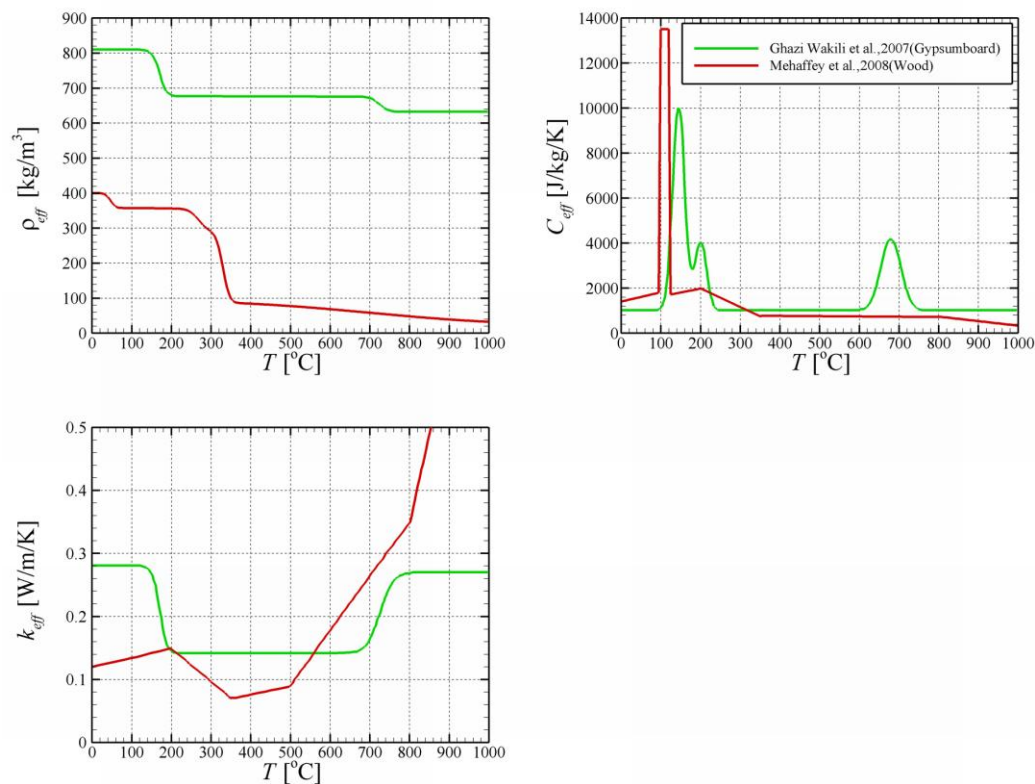 900
800
700
600
500
400
300
200
100
0
ρeff [kg/m³]
0 100 200 300 400 500 600 700 800 900 1000
T [°C]
14000
12000
10000
8000
6000
4000
2000
0
Ceff [J/kg/K]
Ghazi Wakili et al.,2007(Gypsumboard)
Mehaffey et al.,2008(Wood)
0 100 200 300 400 500 600 700 800 900 1000
T [°C]
0.5
0.4
0.3
0.2
0.1
0
keff [W/m/K]
0 100 200 300 400 500 600 700 800 900 1000
T [°C]